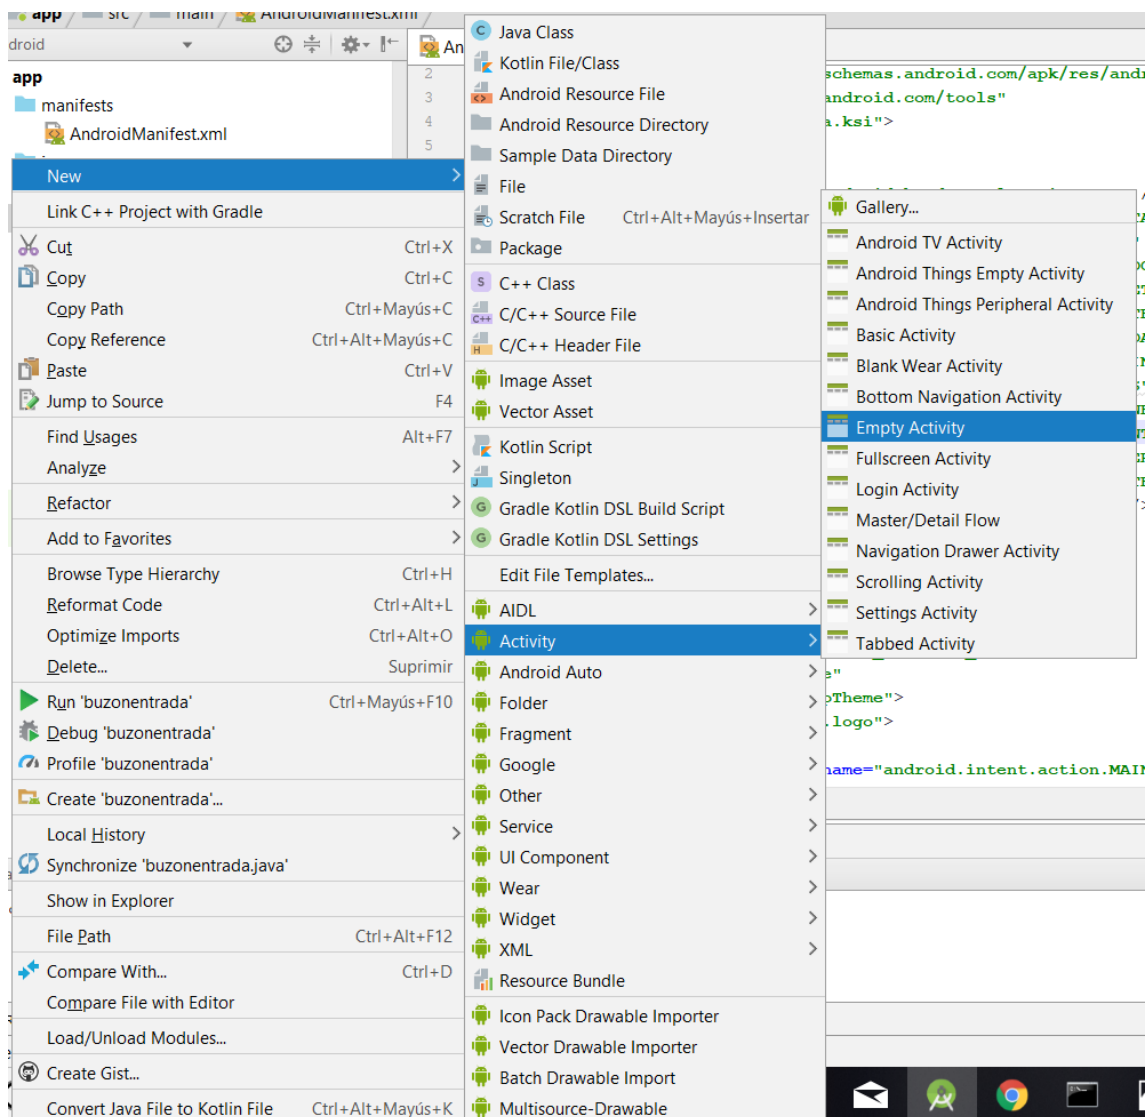 app / src / main / AndroidManifest.xml
droid
An
app
manifests
AndroidManifest.xml
2
3
4
5
schemas.android.com/apk/res/andr
android.com/tools"
a.ksi">
New
Link C++ Project with Gradle
Cut Ctrl+X
Copy Ctrl+C
Copy Path Ctrl+Mayús+C
Copy Reference Ctrl+Alt+Mayús+C
Paste Ctrl+V
Jump to Source F4
Find Usages Alt+F7
Analyze
Refactor
Add to Favorites
Browse Type Hierarchy Ctrl+H
Reformat Code Ctrl+Alt+L
Optimize Imports Ctrl+Alt+O
Delete... Suprimir
Run 'buzonentrada' Ctrl+Mayús+F10
Debug 'buzonentrada'
Profile 'buzonentrada'
Create 'buzonentrada'...
Local History
Synchronize 'buzonentrada.java'
Show in Explorer
File Path Ctrl+Alt+F12
Compare With... Ctrl+D
Compare File with Editor
Load/Unload Modules...
Create Gist...
Convert Java File to Kotlin File Ctrl+Alt+Mayús+K
Java Class
Kotlin File/Class
Android Resource File
Android Resource Directory
Sample Data Directory
File
Scratch File Ctrl+Alt+Mayús+Insertar
Package
C++ Class
C/C++ Source File
C/C++ Header File
Image Asset
Vector Asset
Kotlin Script
Singleton
Gradle Kotlin DSL Build Script
Gradle Kotlin DSL Settings
Edit File Templates...
AIDL
Activity
Android Auto
Folder
Fragment
Google
Other
Service
UI Component
Wear
Widget
XML
Resource Bundle
Icon Pack Drawable Importer
Vector Drawable Importer
Batch Drawable Import
Multisource-Drawable
Gallery...
Android TV Activity
Android Things Empty Activity
Android Things Peripheral Activity
Basic Activity
Blank Wear Activity
Bottom Navigation Activity
Empty Activity
Fullscreen Activity
Login Activity
Master/Detail Flow
Navigation Drawer Activity
Scrolling Activity
Settings Activity
Tabbed Activity
e"
pTheme">
.logo">
name="android.intent.action.MAIN